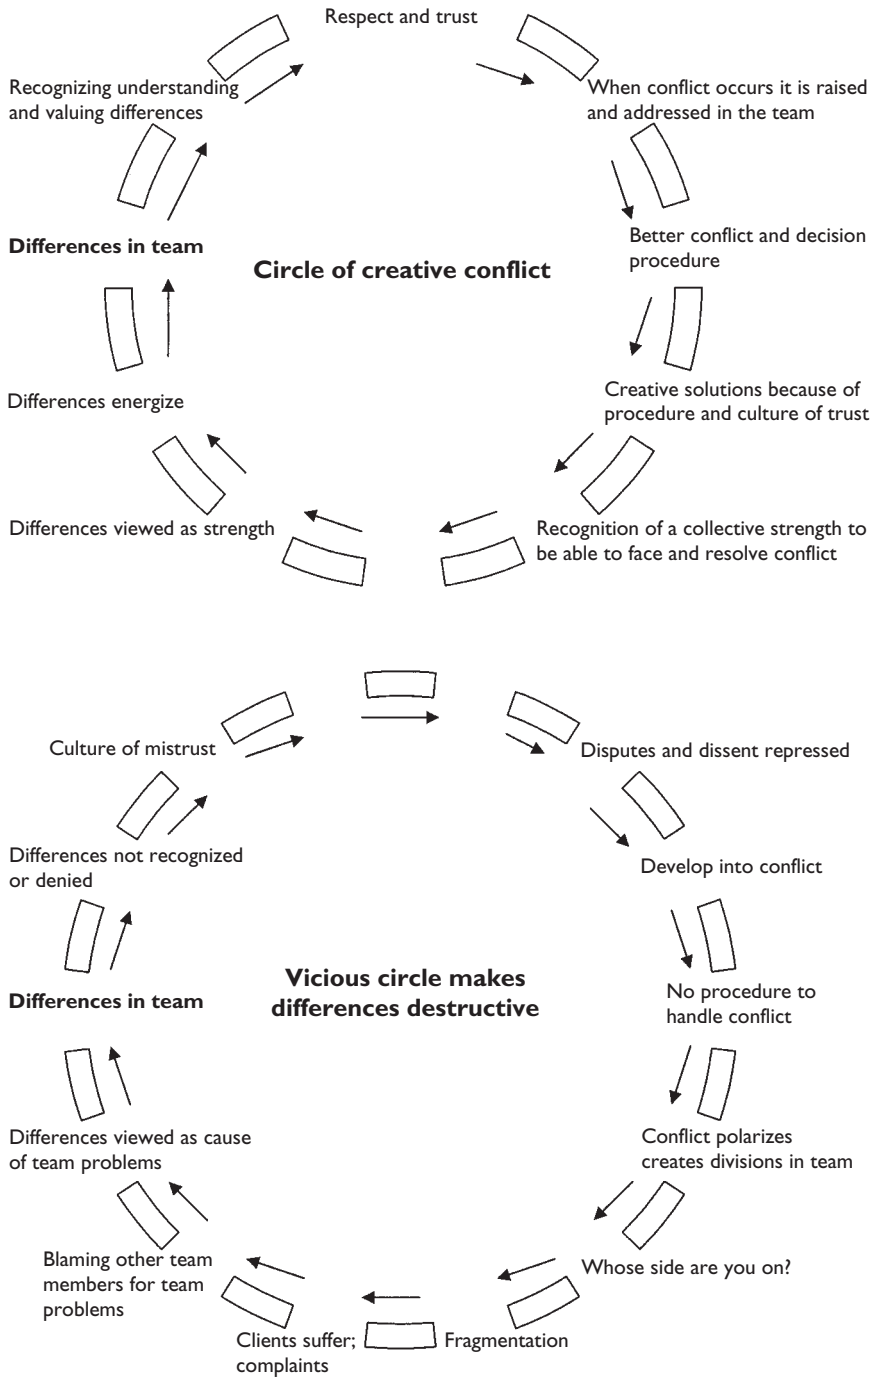 Respect and trust
When conflict occurs it is raised
and addressed in the team
Better conflict and decision
procedure
Creative solutions because of
procedure and culture of trust
Recognition of a collective strength to
be able to face and resolve conflict
Differences viewed as strength
Differences energize
Differences in team
Recognizing understanding
and valuing differences
Circle of creative conflict
Culture of mistrust
Disputes and dissent repressed
Develop into conflict
No procedure to
handle conflict
Conflict polarizes
creates divisions in team
Whose side are you on?
Fragmentation
Clients suffer;
complaints
Blaming other team
members for team
problems
Differences viewed as cause
of team problems
Differences in team
Differences not recognized
or denied
Vicious circle makes
differences destructive